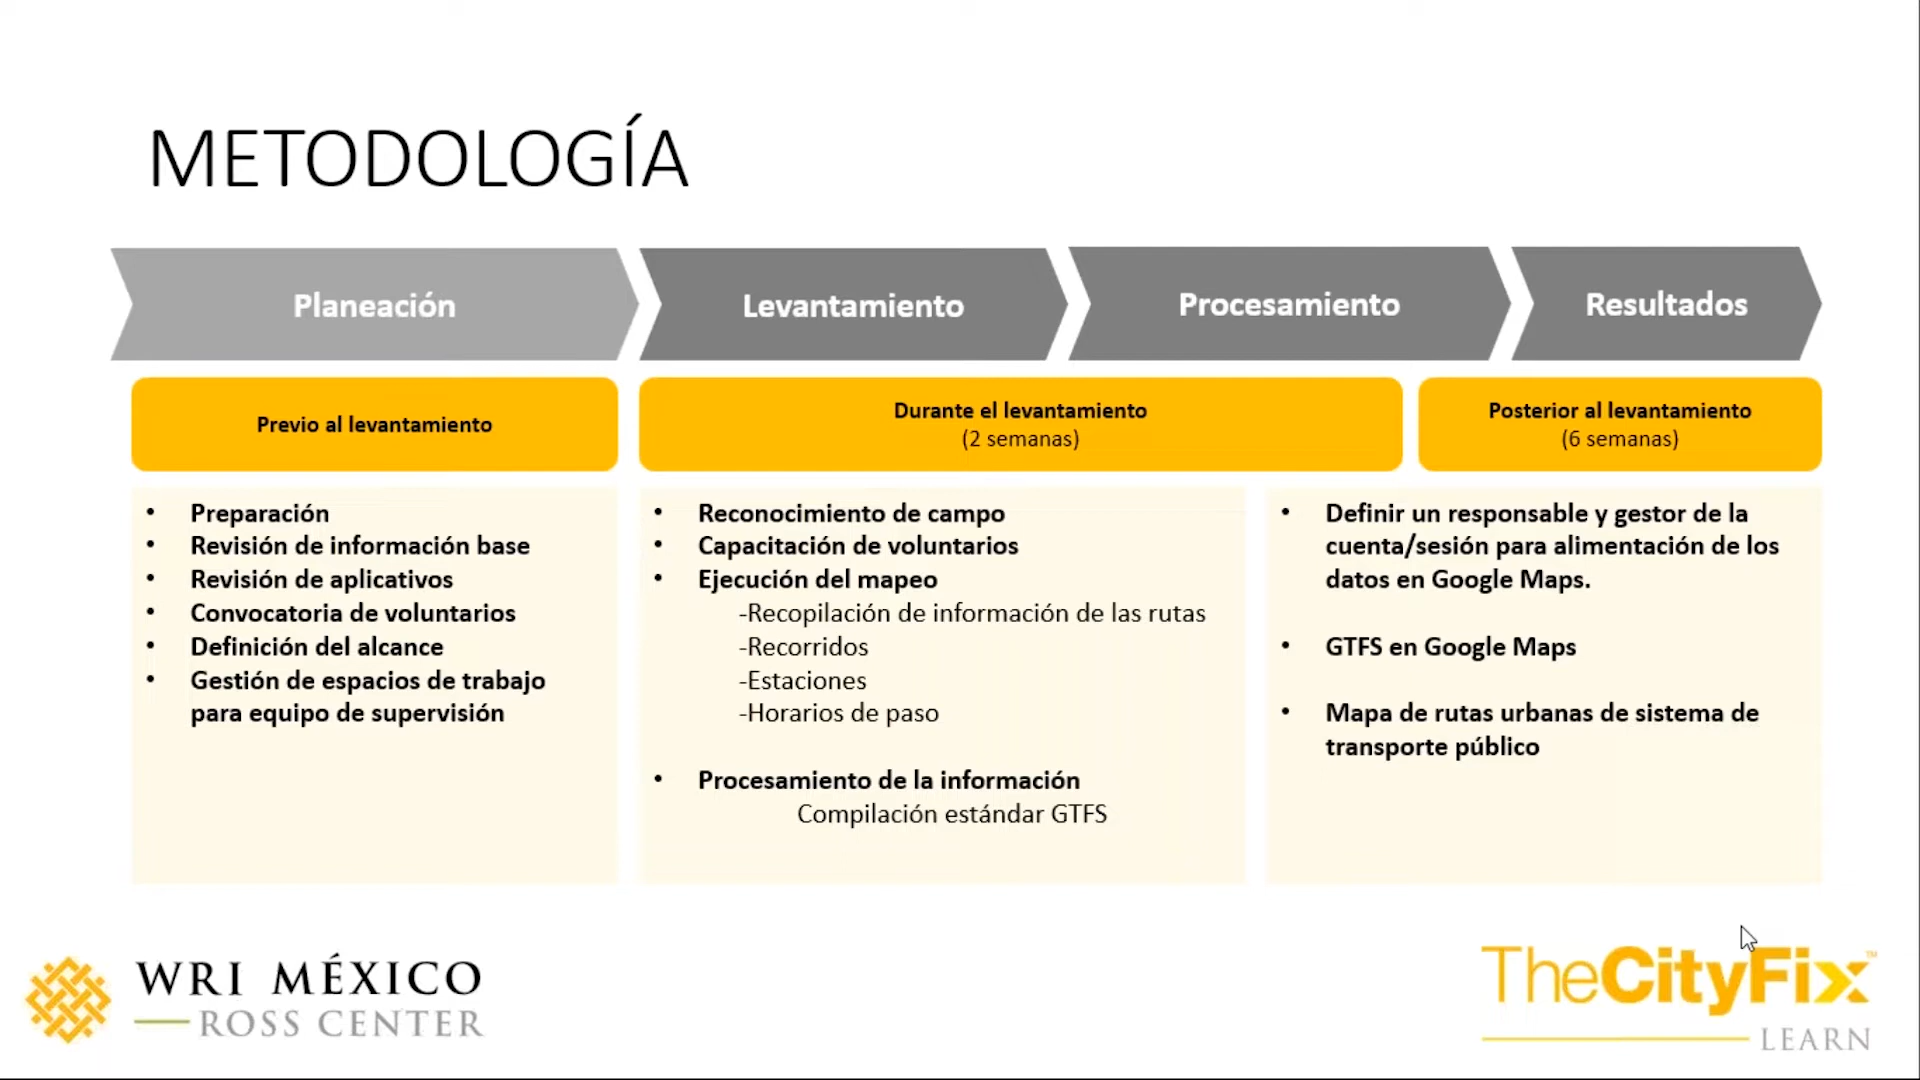 METODOLOGÍA
Planeación
Levantamiento
Procesamiento
Resultados
Previo al levantamiento
Durante el levantamiento
(2 semanas)
Posterior al levantamiento
(6 semanas)
• Preparación
• Revisión de información base
• Revisión de aplicativos
• Convocatoria de voluntarios
• Definición del alcance
• Gestión de espacios de trabajo
para equipo de supervisión
• Reconocimiento de campo
• Capacitación de voluntarios
• Ejecución del mapeo
-Recopilación de información de las rutas
-Recorridos
-Estaciones
-Horarios de paso
• Procesamiento de la información
Compilación estándar GTFS
• Definir un responsable y gestor de la
cuenta/sesión para alimentación de los
datos en Google Maps.
• GTFS en Google Maps
• Mapa de rutas urbanas de sistema de
transporte público
WRI MÉXICO
ROSS CENTER
TheCityFix™
LEARN